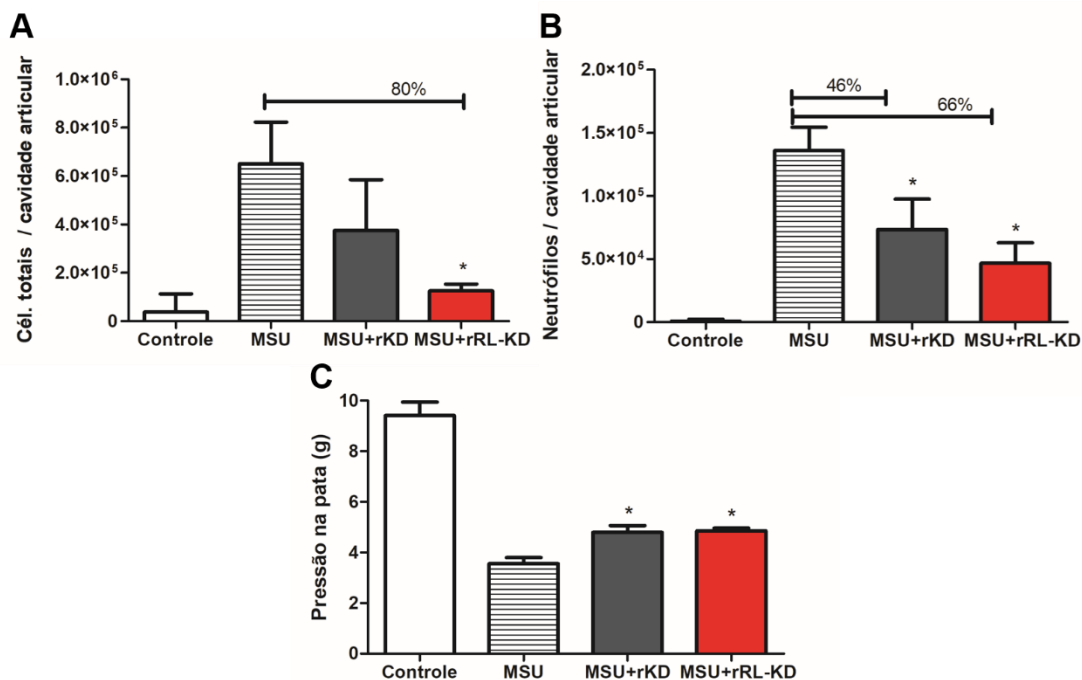 A
Cél. totais / cavidade articular
1.0×10⁶
8.0×10⁵
6.0×10⁵
4.0×10⁵
2.0×10⁵
0
80%
*
Controle MSU MSU+rKD MSU+rRL-KD
B
Neutrófilos / cavidade articular
2.0×10⁵
1.5×10⁵
1.0×10⁵
5.0×10⁴
0
46%
66%
*
*
Controle MSU MSU+rKD MSU+rRL-KD
C
Pressão na pata (g)
10
8
6
4
2
0
* *
Controle MSU MSU+rKD MSU+rRL-KD